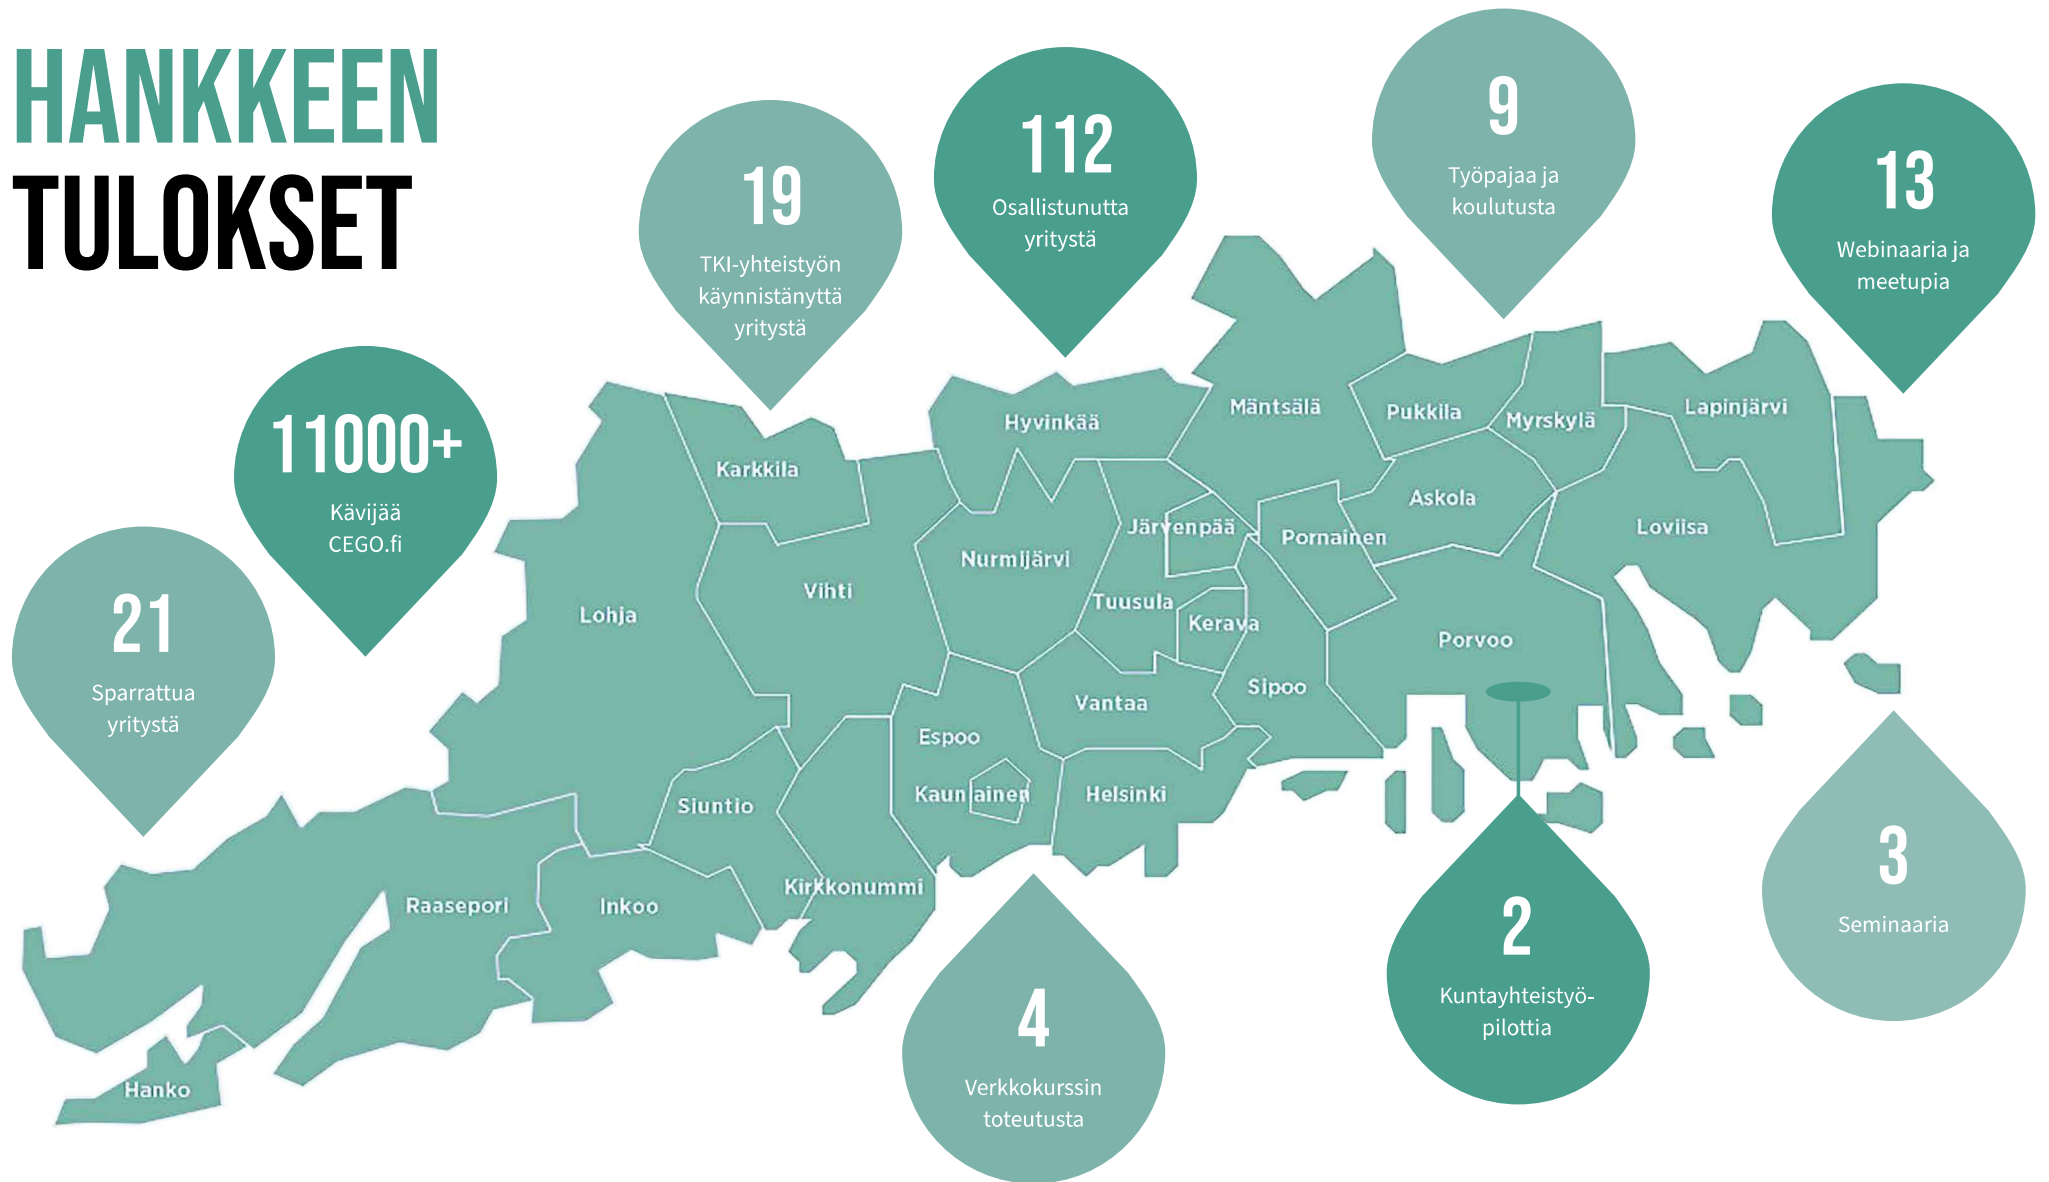 HANKKEEN
TULOKSET
19
TKI-yhteistyön
käynnistänyttä
yritystä
112
Osallistunutta
yritystä
9
Työpajaa ja
koulutusta
13
Webinaaria ja
meetupia
11000+
Kävijää
CEGO.fi
21
Sparrattua
yritystä
Mäntsälä
Pukkila
Myrskylä
Lapinjärvi
Hyvinkää
Karkkila
Askola
Järvenpää
Pornainen
Loviisa
Nurmijärvi
Vihti
Tuusula
Kerava
Lohja
Porvoo
Sipoo
Vantaa
Espoo
Kauniainen
Helsinki
Siuntio
Kirkkonummi
Raasepori
Inkoo
Hanko
4
Verkkokurssin
toteutusta
2
Kuntayhteistyö-
pilottia
3
Seminaaria